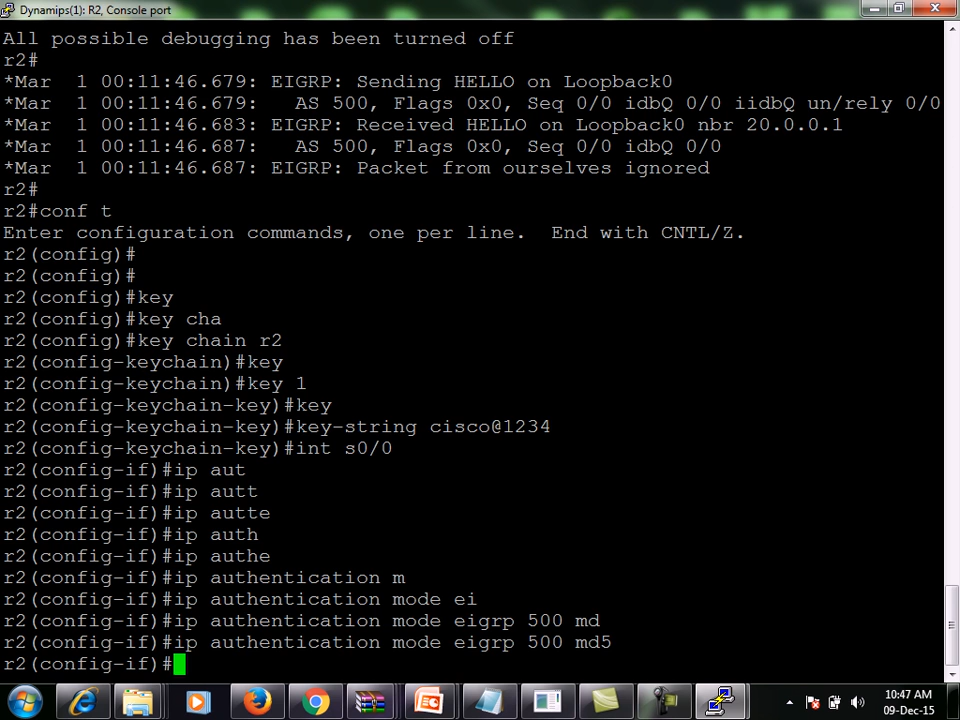 Dynamips(1): R2, Console port
All possible debugging has been turned off
r2#
*Mar  1 00:11:46.679: EIGRP: Sending HELLO on Loopback0
*Mar  1 00:11:46.679:   AS 500, Flags 0x0, Seq 0/0 idbQ 0/0 iidbQ un/rely 0/0
*Mar  1 00:11:46.683: EIGRP: Received HELLO on Loopback0 nbr 20.0.0.1
*Mar  1 00:11:46.687:   AS 500, Flags 0x0, Seq 0/0 idbQ 0/0
*Mar  1 00:11:46.687: EIGRP: Packet from ourselves ignored
r2#
r2#conf t
Enter configuration commands, one per line.  End with CNTL/Z.
r2(config)#
r2(config)#
r2(config)#key
r2(config)#key cha
r2(config)#key chain r2
r2(config-keychain)#key
r2(config-keychain)#key 1
r2(config-keychain-key)#key
r2(config-keychain-key)#key-string cisco@1234
r2(config-keychain-key)#int s0/0
r2(config-if)#ip aut
r2(config-if)#ip autt
r2(config-if)#ip autte
r2(config-if)#ip auth
r2(config-if)#ip authe
r2(config-if)#ip authentication m
r2(config-if)#ip authentication mode ei
r2(config-if)#ip authentication mode eigrp 500 md
r2(config-if)#ip authentication mode eigrp 500 md5
r2(config-if)#
10:47 AM
09-Dec-15